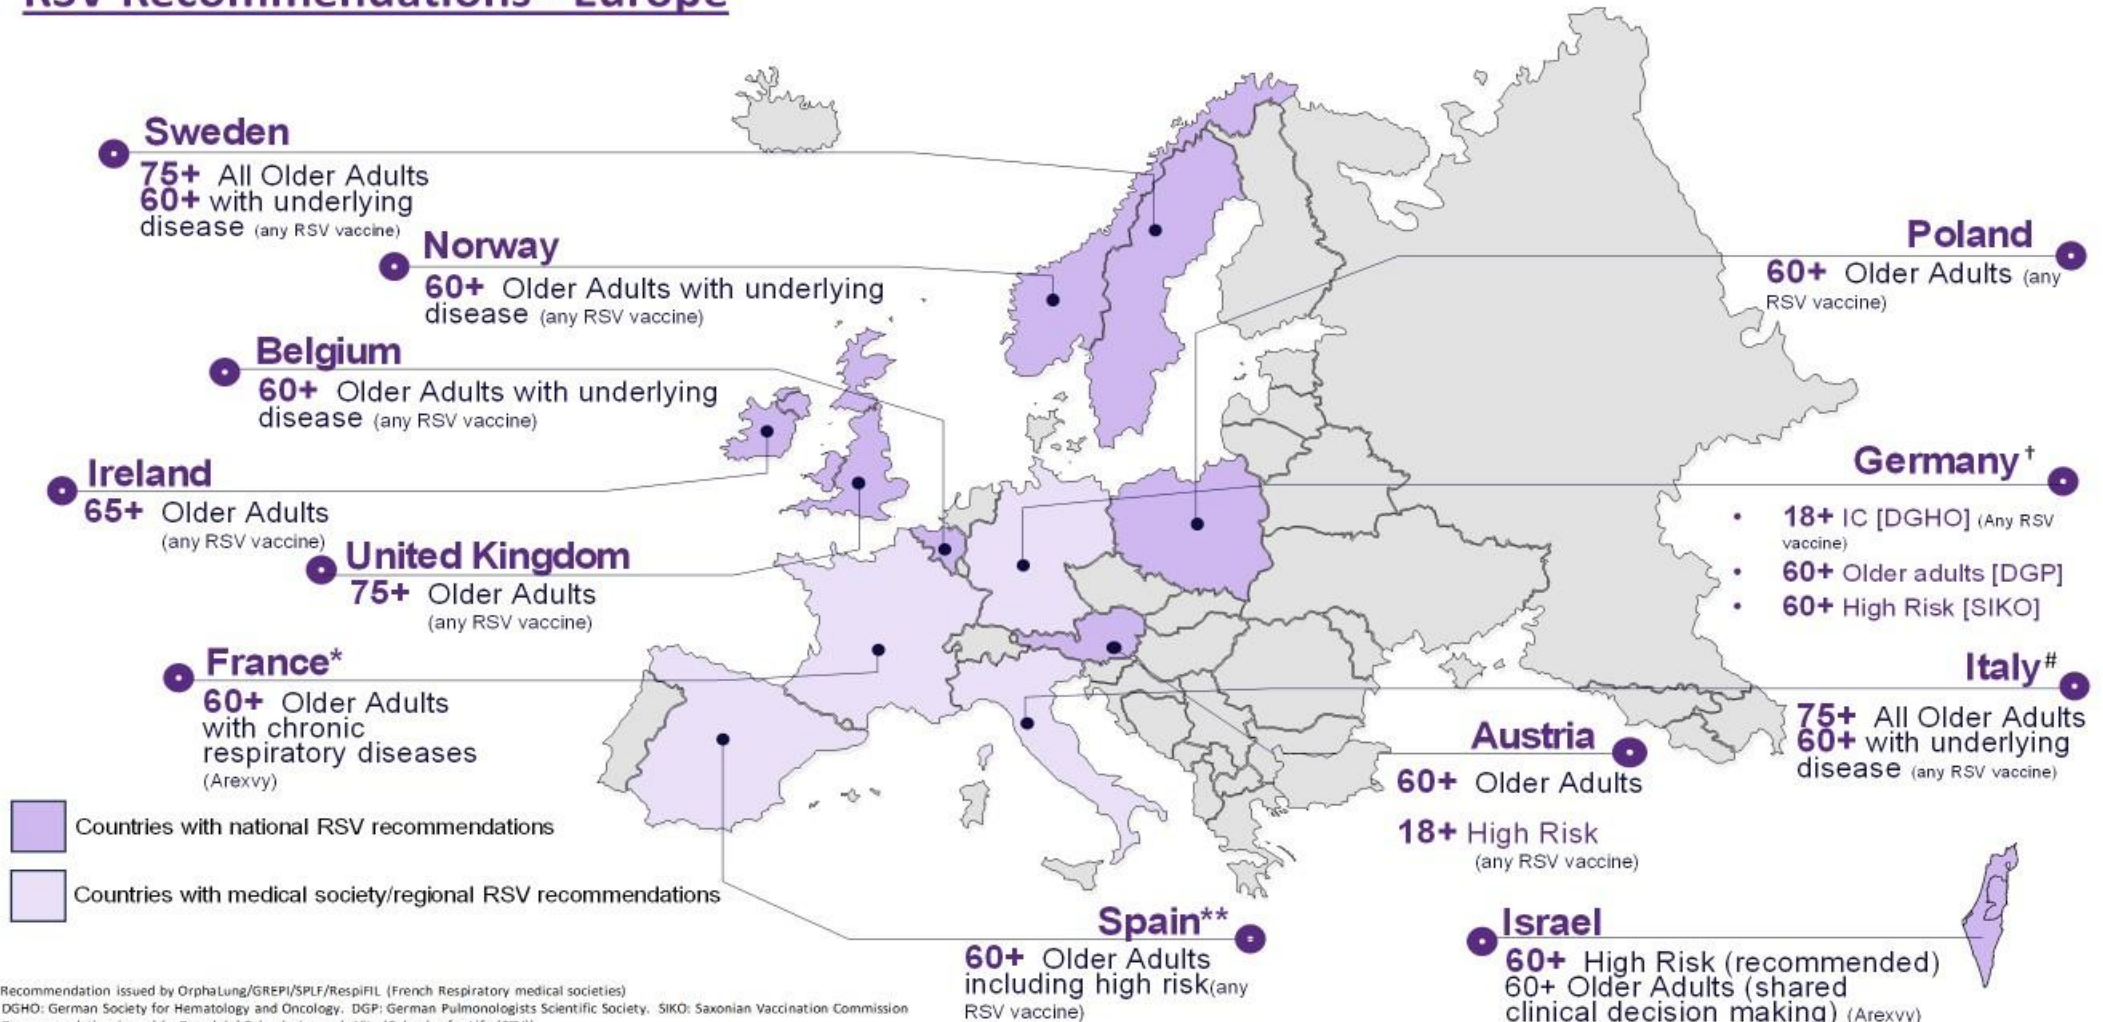 RSV Recommendations - Europe
Sweden
75+ All Older Adults
60+ with underlying
disease (any RSV vaccine)
Norway
60+ Older Adults with underlying
disease (any RSV vaccine)
Belgium
60+ Older Adults with underlying
disease (any RSV vaccine)
Ireland
65+ Older Adults
(any RSV vaccine)
United Kingdom
75+ Older Adults
(any RSV vaccine)
France*
60+ Older Adults
with chronic
respiratory diseases
(Arexvy)
Poland
60+ Older Adults (any
RSV vaccine)
Germany†
• 18+ IC [DGHO] (Any RSV
vaccine)
• 60+ Older adults [DGP]
• 60+ High Risk [SIKO]
Italy#
75+ All Older Adults
60+ with underlying
disease (any RSV vaccine)
Austria
60+ Older Adults
18+ High Risk
(any RSV vaccine)
Spain**
60+ Older Adults
including high risk(any
RSV vaccine)
Israel
60+ High Risk (recommended)
60+ Older Adults (shared
clinical decision making) (Arexvy)
Countries with national RSV recommendations
Countries with medical society/regional RSV recommendations
Recommendation issued by OrphaLung/GREPI/SPLF/RespiFIL (French Respiratory medical societies)
DGHO: German Society for Hematology and Oncology. DGP: German Pulmonologists Scientific Society. SIKO: Saxonian Vaccination Commission